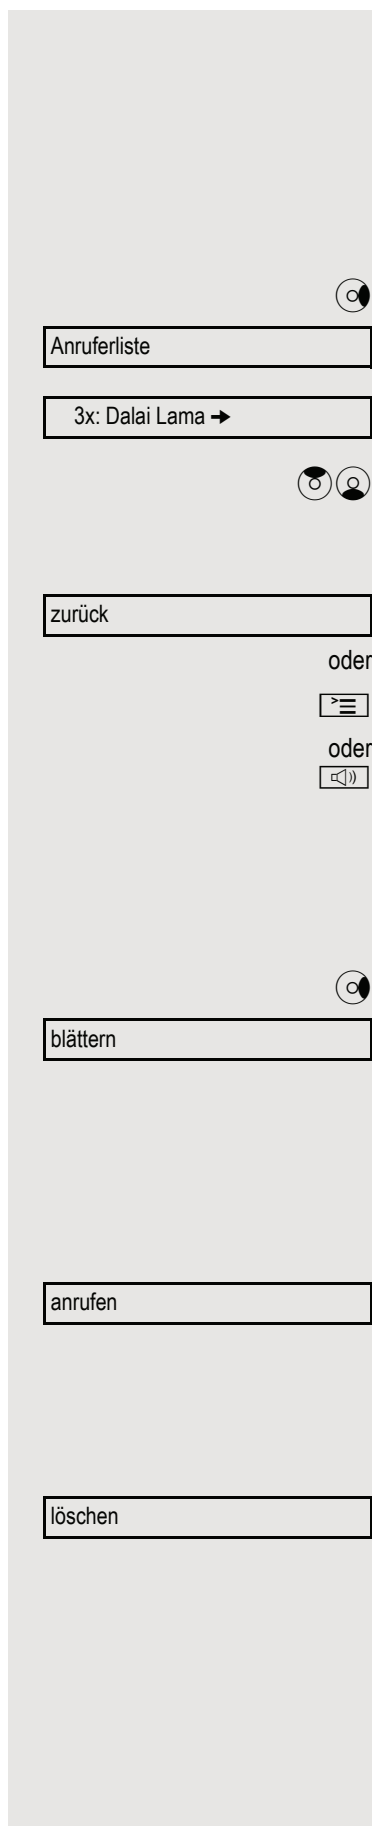 Anruferliste
3x: Dalai Lama ➔
zurück
oder
oder
blättern
anrufen
löschen